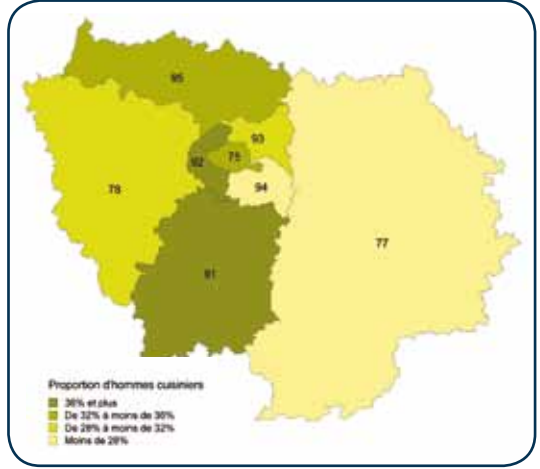 95
93
92
75
78
94
77
91
Proportion d'hommes cuisiniers
36% et plus
De 32% à moins de 36%
De 28% à moins de 32%
Moins de 28%